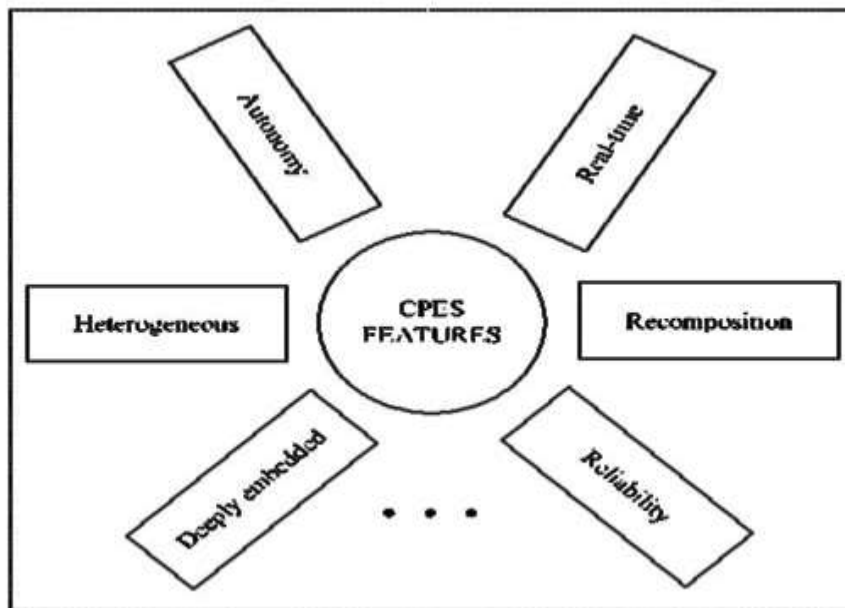 Autonomy
Real-time
Heterogeneous
CPES
FEATURES
Recomposition
Deeply embedded
Reliability
• • •